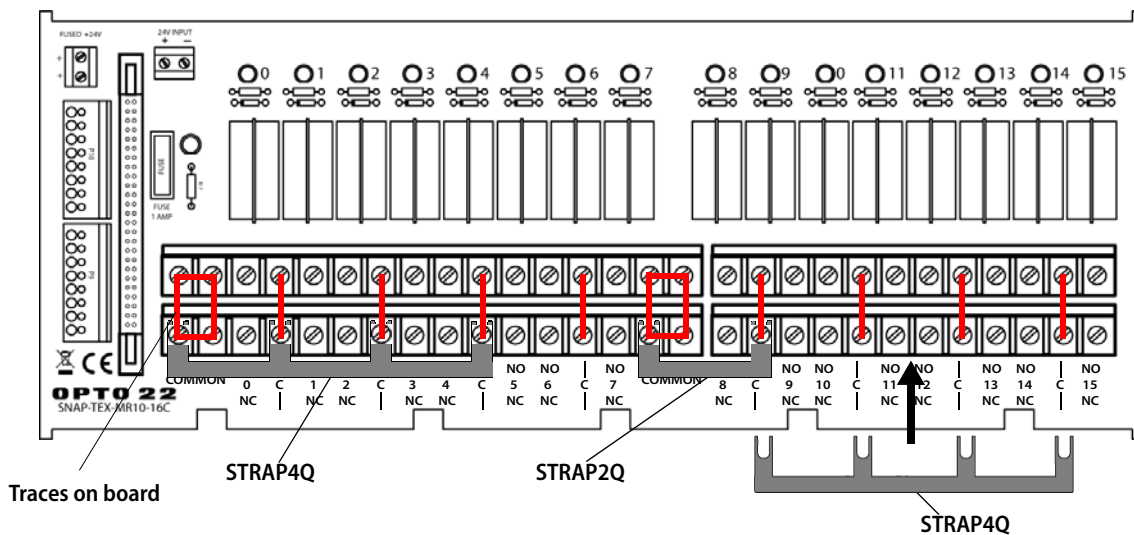 FUSED +24V
24V INPUT
+ −
+
+
0 1 2 3 4 5 6 7 8 9 0 11 12 13 14 15
P10
FUSE
FUSE
1 AMP
P9
CE
OPTO 22
SNAP-TEX-MR10-16C
COMMON NO NO NO COMMON NO NO NO NO NO NO NO
0 C 1 2 C 3 4 C 5 6 C 7 8 C 9 10 C 11 12 C 13 14 C 15
NC NC NC NC NC NC NC NC NC NC NC NC NC NC NC NC
STRAP4Q
STRAP2Q
Traces on board
STRAP4Q